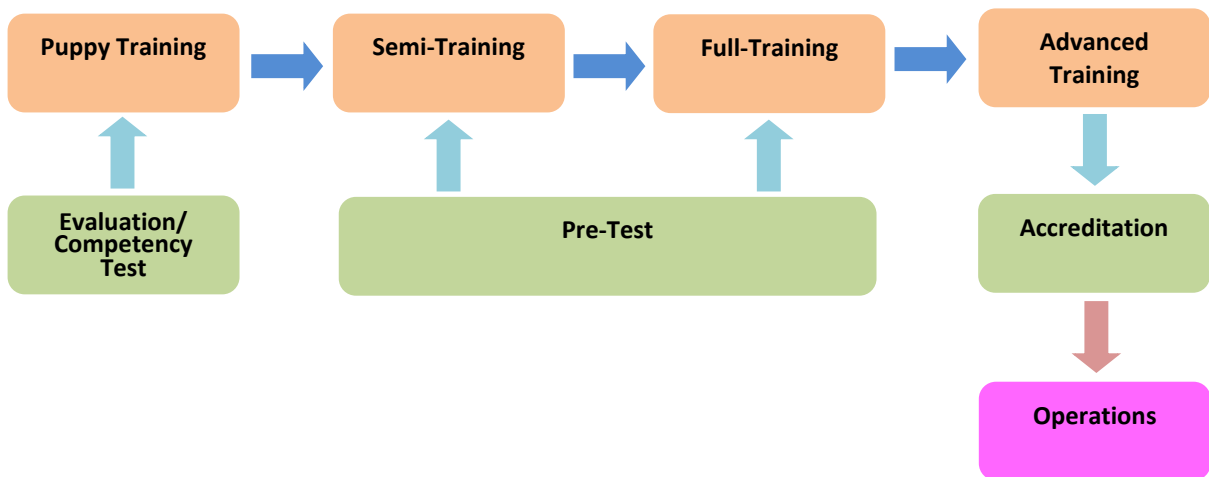 Puppy Training
Semi-Training
Full-Training
Advanced
Training
Evaluation/
Competency
Test
Pre-Test
Accreditation
Operations